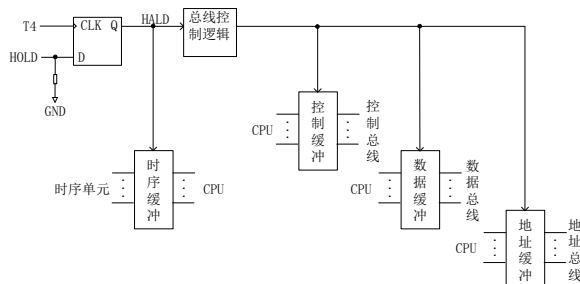 T4
CLK Q
HALD
总线控
制逻辑
HOLD
D
GND
CPU
控制缓冲
控制总线
时序单元
时序缓冲
CPU
CPU
数据缓冲
数据总线
CPU
地址缓冲
地址总线